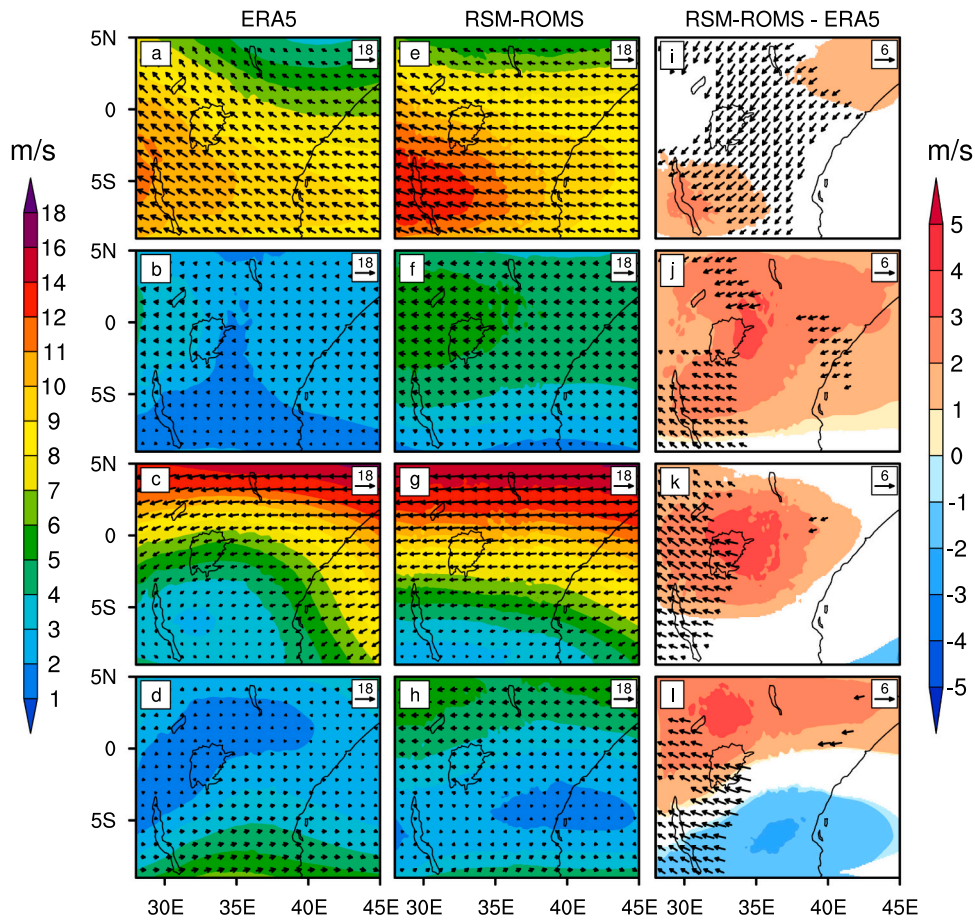 ERA5 RSM-ROMS RSM-ROMS - ERA5
5N a 18 e 18 i 6
0
5S
m/s m/s
b 18 f 18 j 6
5N
0
5S
c 18 g 18 k 6
5N
0
5S
d 18 h 18 l 6
5N
0
5S
30E 35E 40E 45E 30E 35E 40E 45E 30E 35E 40E 45E
18
16
14
12
10
9
8
7
6
5
4
3
2
1
5
4
3
2
1
0
-1
-2
-3
-4
-5